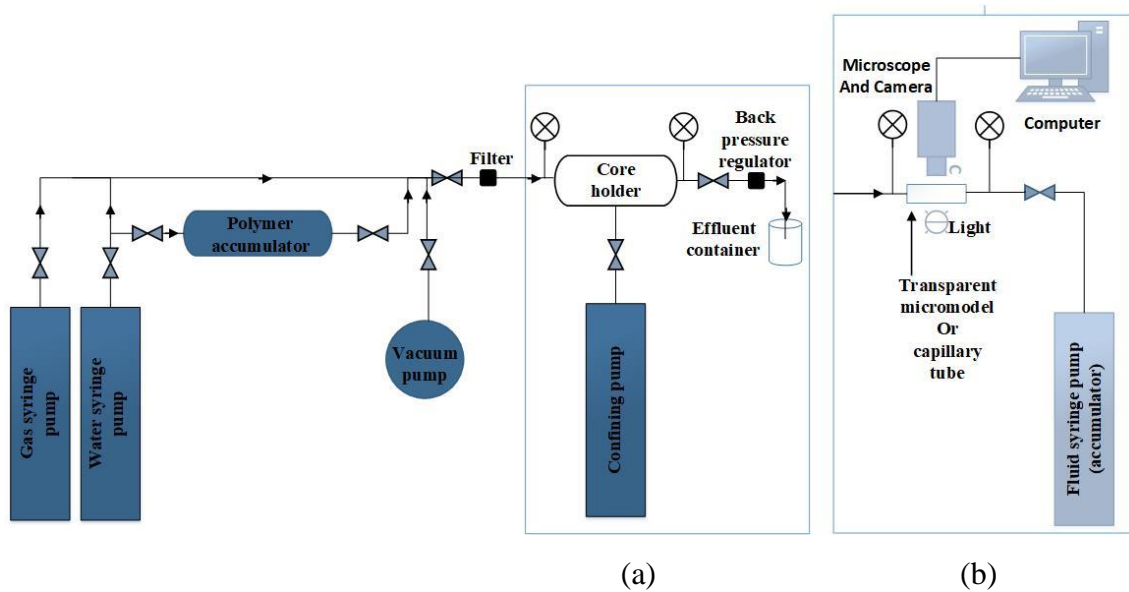 Microscope
And Camera
Computer
Back
pressure
regulator
Filter
Core
holder
Polymer
accumulator
Effluent
container
Light
Transparent
micromodel
Or
capillary
tube
Vacuum
pump
Gas syringe
pump
Water syringe
pump
Confining pump
Fluid syringe pump
(accumulator)
(a)
(b)